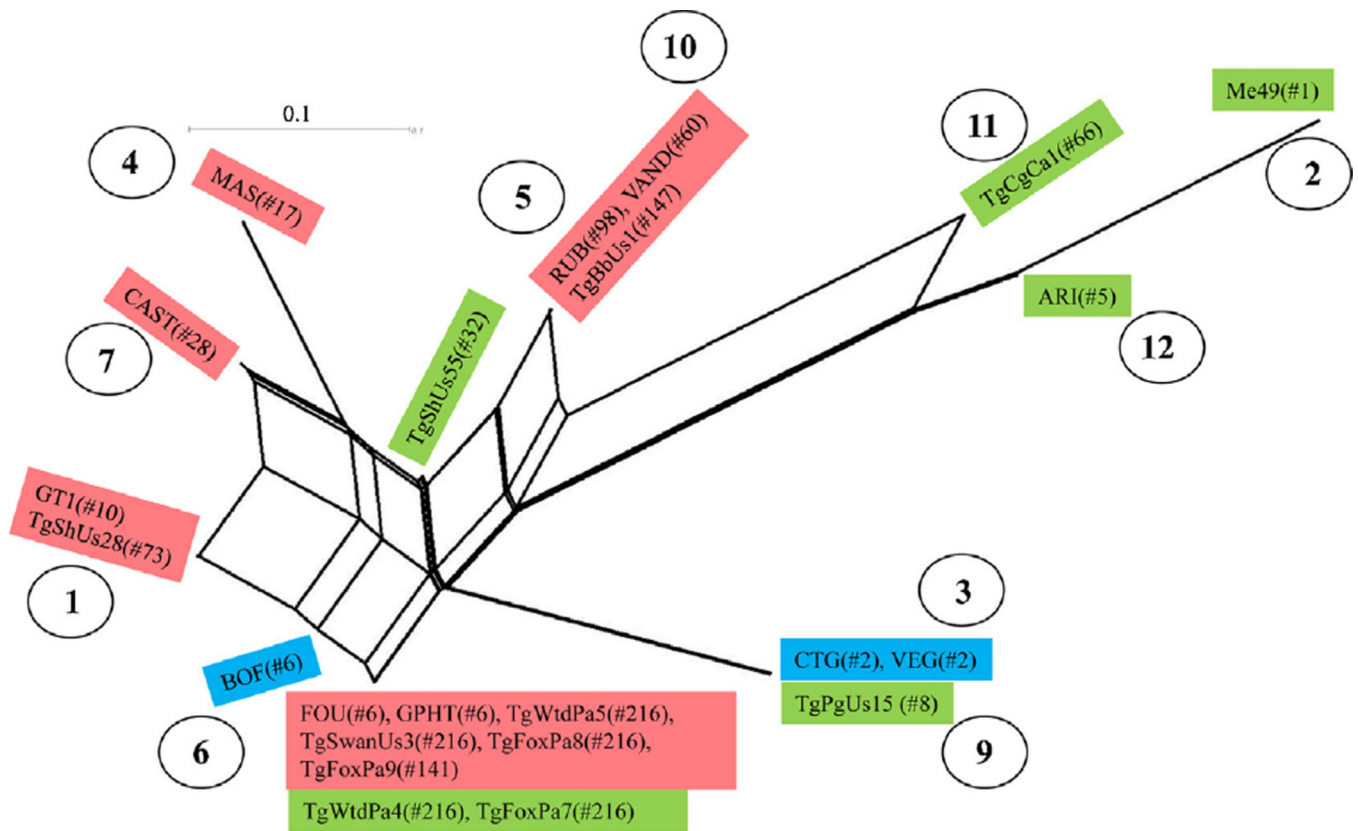 10
Me49(#1)
0.1
11
4
TgCgCa1(#66)
2
MAS(#17)
5
RUB(#98), VAND(#60)
TgBbUs1(#147)
CAST(#28)
7
TgShUs55(#32)
ARI(#5)
12
GT1(#10)
TgShUs28(#73)
1
3
BOF(#6)
CTG(#2), VEG(#2)
TgPgUs15 (#8)
6
FOU(#6), GPHT(#6), TgWtdPa5(#216),
TgSwanUs3(#216), TgFoxPa8(#216),
TgFoxPa9(#141)
9
TgWtdPa4(#216), TgFoxPa7(#216)